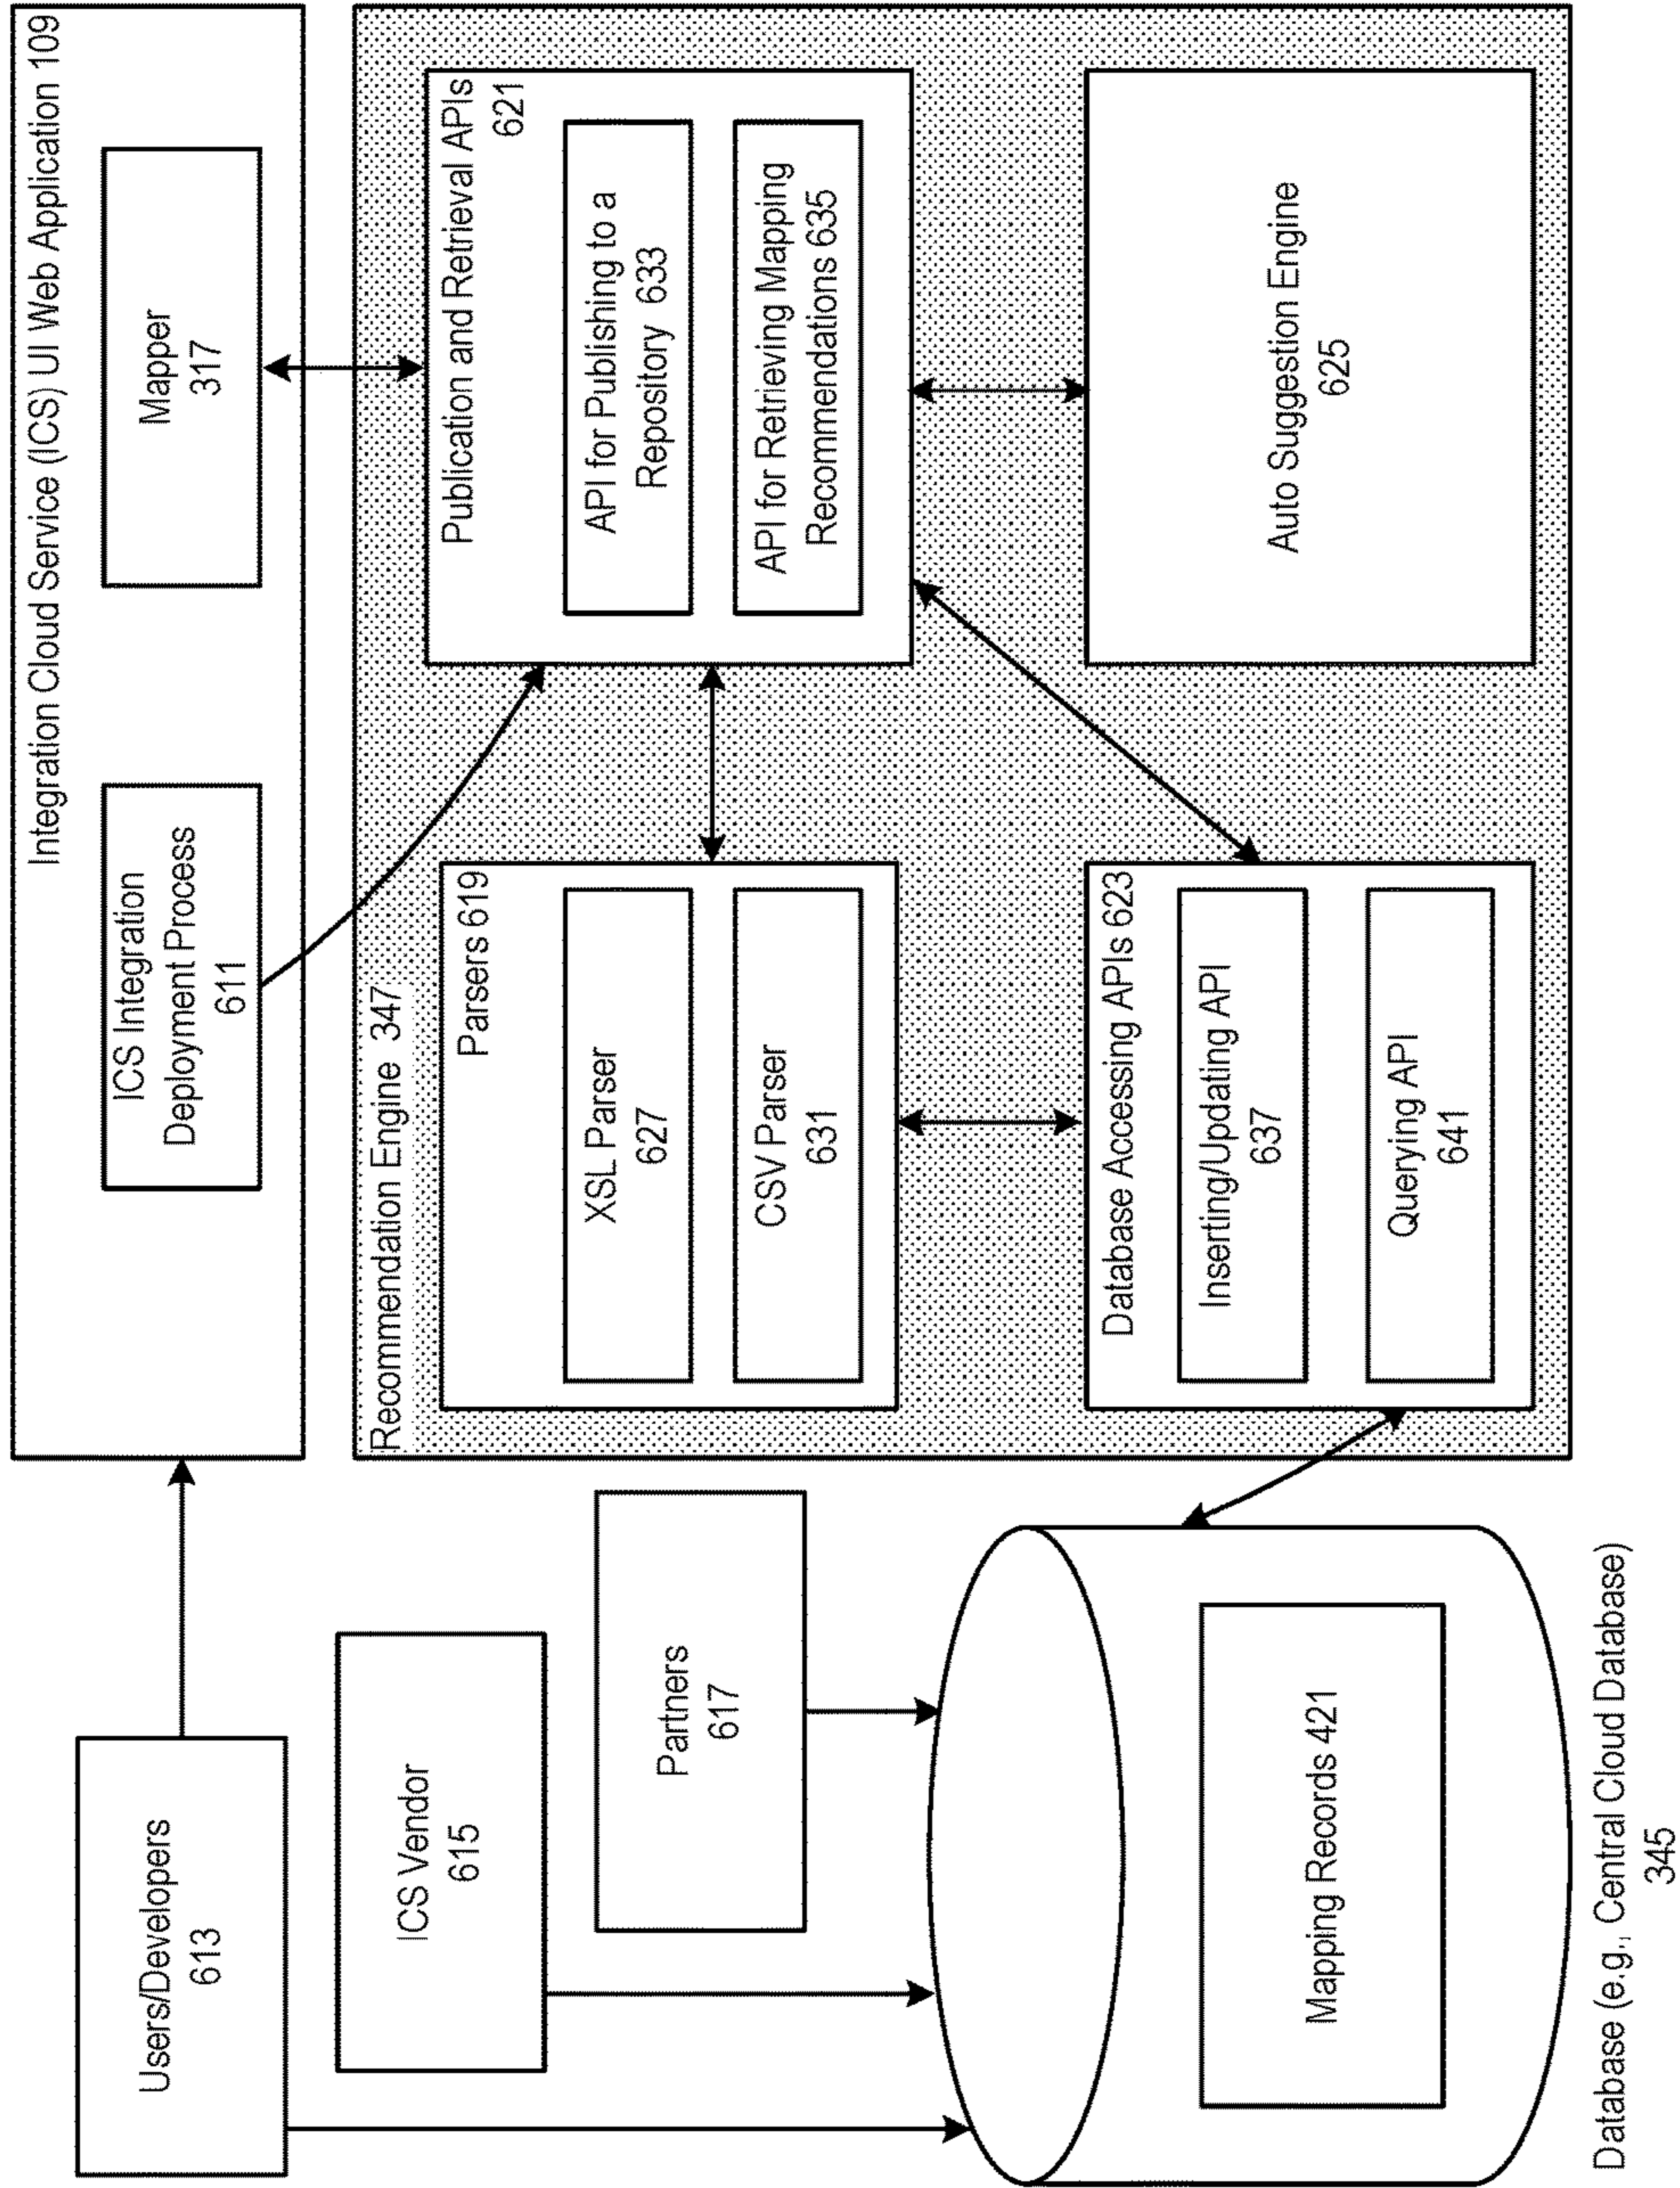 Users/Developers
613
ICS Vendor
615
Partners
617
Mapping Records 421
Database (e.g., Central Cloud Database)
345
Integration Cloud Service (ICS) UI Web Application 109
ICS Integration
Deployment Process
611
Mapper
317
Recommendation Engine 347
Parsers 619
XSL Parser
627
CSV Parser
631
Publication and Retrieval APIs
621
API for Publishing to a
Repository 633
API for Retrieving Mapping
Recommendations 635
Database Accessing APIs 623
Inserting/Updating API
637
Querying API
641
Auto Suggestion Engine
625